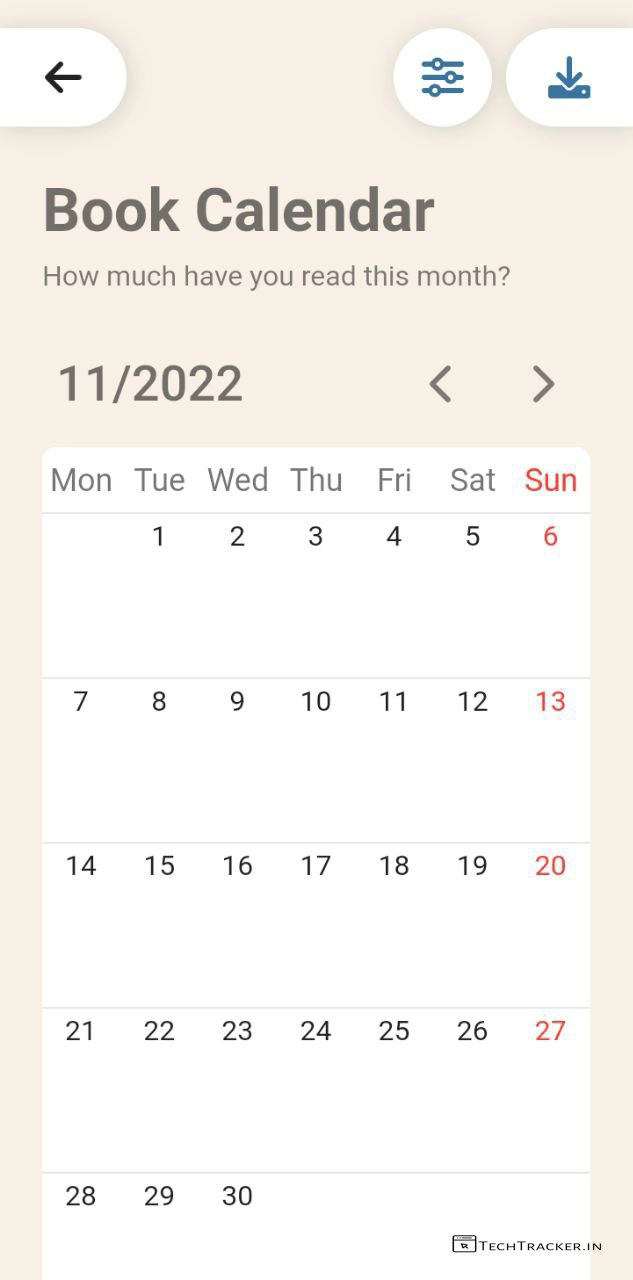 Book Calendar
How much have you read this month?
11/2022
Mon Tue Wed Thu Fri Sat Sun
1 2 3 4 5 6
7 8 9 10 11 12 13
14 15 16 17 18 19 20
21 22 23 24 25 26 27
28 29 30
TechTracker.in